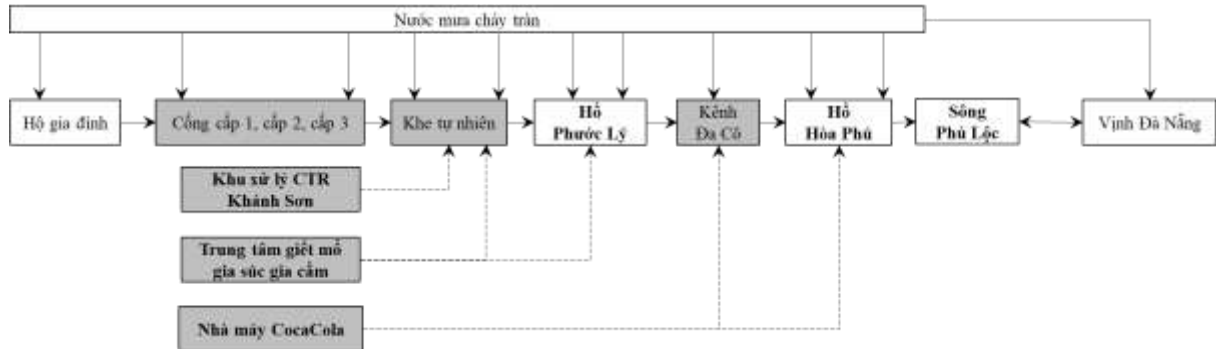 Nước mưa chảy tràn
Hộ gia đình
Cống cấp 1, cấp 2, cấp 3
Khe tự nhiên
Hồ
Phước Lý
Kênh
Đa Cô
Hồ
Hòa Phú
Sông
Phú Lộc
Vịnh Đà Nẵng
Khu xử lý CTR
Khánh Sơn
Trung tâm giết mổ
gia súc gia cầm
Nhà máy CocaCola